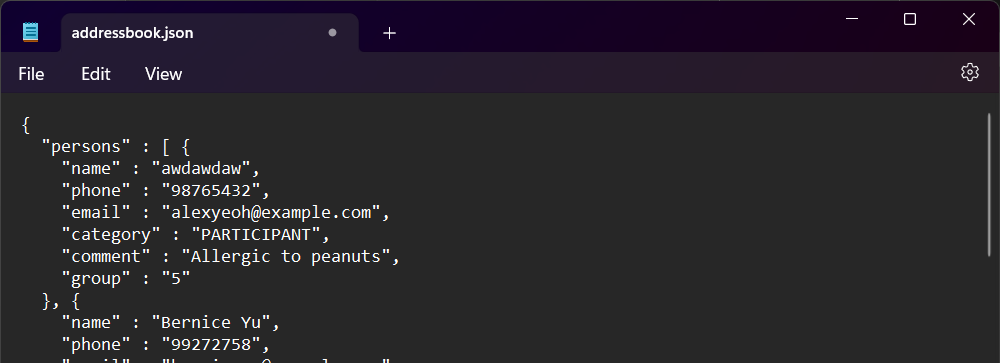 addressbook.json
File Edit View
{
"persons" : [ {
"name" : "awdawdaw",
"phone" : "98765432",
"email" : "alexyeoh@example.com",
"category" : "PARTICIPANT",
"comment" : "Allergic to peanuts",
"group" : "5"
}, {
"name" : "Bernice Yu",
"phone" : "99272758",